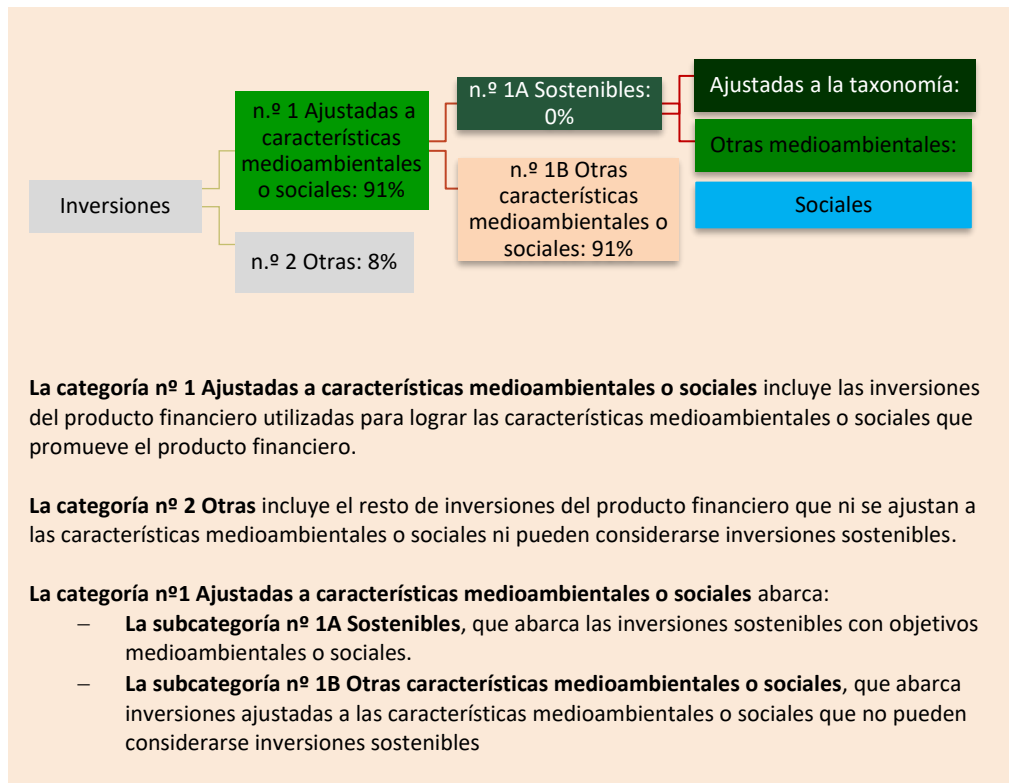 Inversiones
n.º 1 Ajustadas a
características
medioambientales
o sociales: 91%
n.º 2 Otras: 8%
n.º 1A Sostenibles:
0%
n.º 1B Otras
características
medioambientales o
sociales: 91%
Ajustadas a la taxonomía:
Otras medioambientales:
Sociales
La categoría nº 1 Ajustadas a características medioambientales o sociales incluye las inversiones
del producto financiero utilizadas para lograr las características medioambientales o sociales que
promueve el producto financiero.
La categoría nº 2 Otras incluye el resto de inversiones del producto financiero que ni se ajustan a
las características medioambientales o sociales ni pueden considerarse inversiones sostenibles.
La categoría nº1 Ajustadas a características medioambientales o sociales abarca:
– La subcategoría nº 1A Sostenibles, que abarca las inversiones sostenibles con objetivos
medioambientales o sociales.
– La subcategoría nº 1B Otras características medioambientales o sociales, que abarca
inversiones ajustadas a las características medioambientales o sociales que no pueden
considerarse inversiones sostenibles